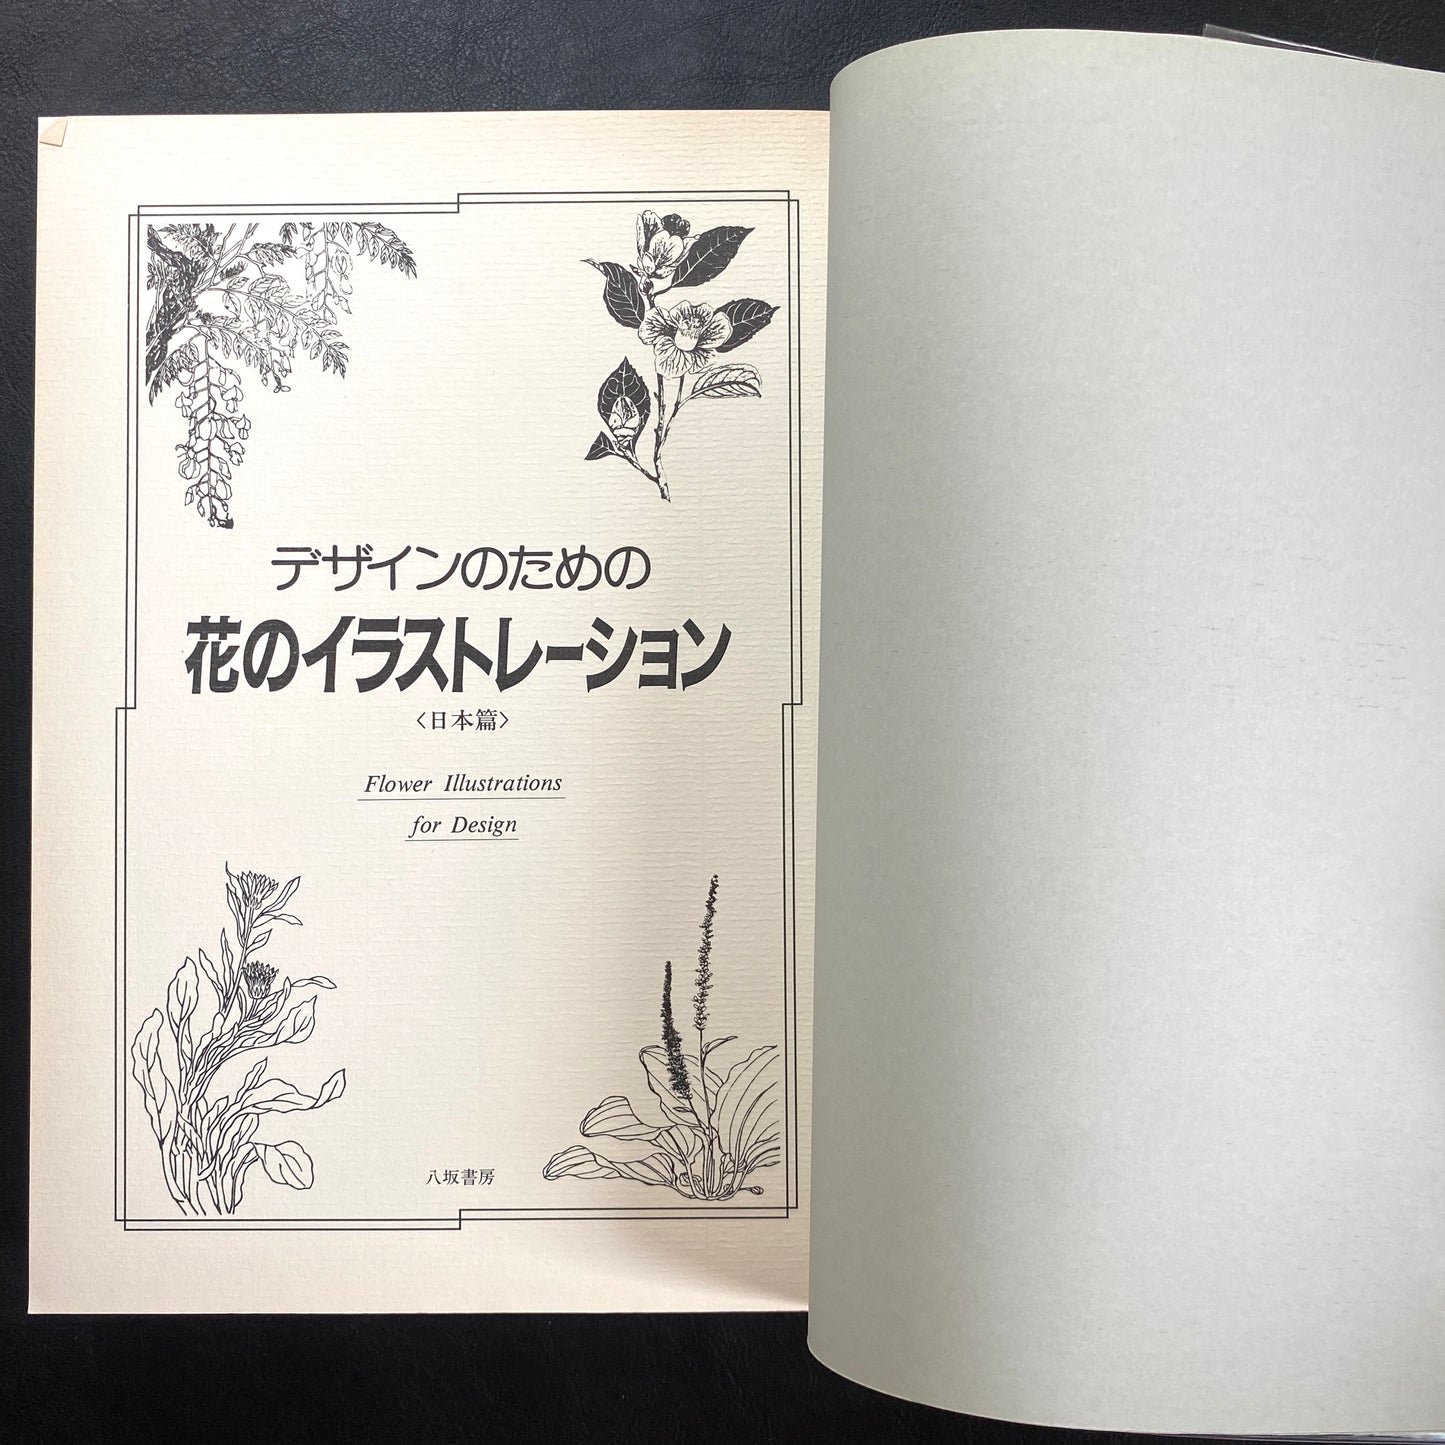 デザインのための
花のイラストレーション
〈日本篇〉
Flower Illustrations
for Design
八坂書房